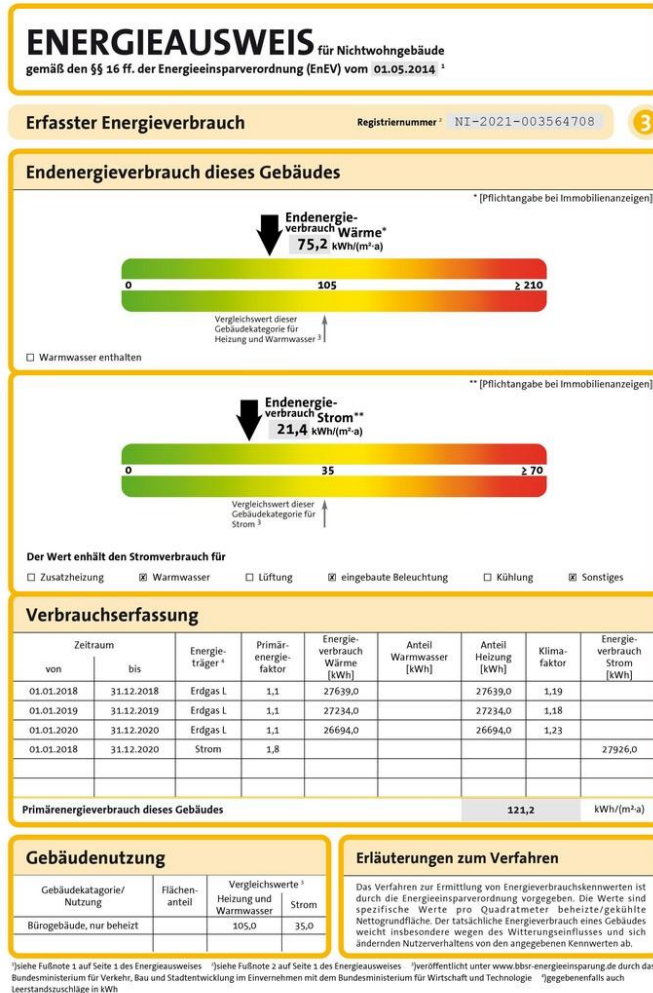 ENERGIEAUSWEIS für Nichtwohngebäude
gemäß den §§ 16 ff. der Energieeinsparverordnung (EnEV) vom 01.05.2014 ¹
Erfasster Energieverbrauch Registriernummer ² NI-2021-003564708 3
Endenergieverbrauch dieses Gebäudes
* [Pflichtangabe bei Immobilienanzeigen]
Endenergie-
verbrauch Wärme*
75,2 kWh/(m²·a)
0 105 ≥ 210
Vergleichswert dieser
Gebäudekategorie für
Heizung und Warmwasser ³
☐ Warmwasser enthalten
** [Pflichtangabe bei Immobilienanzeigen]
Endenergie-
verbrauch Strom**
21,4 kWh/(m²·a)
0 35 ≥ 70
Vergleichswert dieser
Gebäudekategorie für
Strom ³
Der Wert enhält den Stromverbrauch für
☐ Zusatzheizung ☒ Warmwasser ☐ Lüftung ☒ eingebaute Beleuchtung ☐ Kühlung ☒ Sonstiges
Verbrauchserfassung
Zeitraum
von bis
Energie-
träger ⁴
Primär-
energie-
faktor
Energie-
verbrauch
Wärme
[kWh]
Anteil
Warmwasser
[kWh]
Anteil
Heizung
[kWh]
Klima-
faktor
Energie-
verbrauch
Strom
[kWh]
01.01.2018 31.12.2018 Erdgas L 1,1 27639,0 27639,0 1,19
01.01.2019 31.12.2019 Erdgas L 1,1 27234,0 27234,0 1,18
01.01.2020 31.12.2020 Erdgas L 1,1 26694,0 26694,0 1,23
01.01.2018 31.12.2020 Strom 1,8 27926,0
Primärenergieverbrauch dieses Gebäudes 121,2 kWh/(m²·a)
Gebäudenutzung
Gebäudekatagorie/
Nutzung
Flächen-
anteil
Vergleichswerte ³
Heizung und
Warmwasser
Strom
Bürogebäude, nur beheizt 105,0 35,0
Erläuterungen zum Verfahren
Das Verfahren zur Ermittlung von Energieverbrauchskennwerten ist
durch die Energieeinsparverordnung vorgegeben. Die Werte sind
spezifische Werte pro Quadratmeter beheizte/gekühlte
Nettogrundfläche. Der tatsächliche Energieverbrauch eines Gebäudes
weicht insbesondere wegen des Witterungseinflusses und sich
ändernden Nutzerverhaltens von den angegebenen Kennwerten ab.
¹)siehe Fußnote 1 auf Seite 1 des Energieausweises ²)siehe Fußnote 2 auf Seite 1 des Energieausweises ³)veröffentlicht unter www.bbsr-energieeinsparung.de durch das
Bundesministerium für Verkehr, Bau und Stadtentwicklung im Einvernehmen mit dem Bundesministerium für Wirtschaft und Technologie ⁴)gegebenenfalls auch
Leerstandszuschläge in kWh